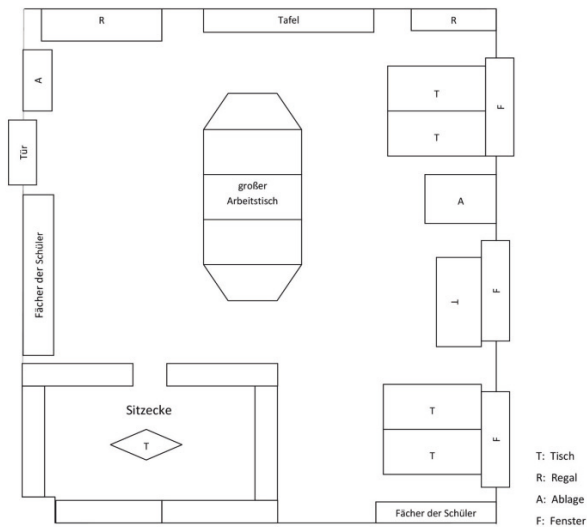 R
Tafel
R
A
T
F
T
Tür
großer
Arbeitstisch
A
Fächer der Schüler
T
F
Sitzecke
T
T
T
F
Fächer der Schüler
T: Tisch
R: Regal
A: Ablage
F: Fenster